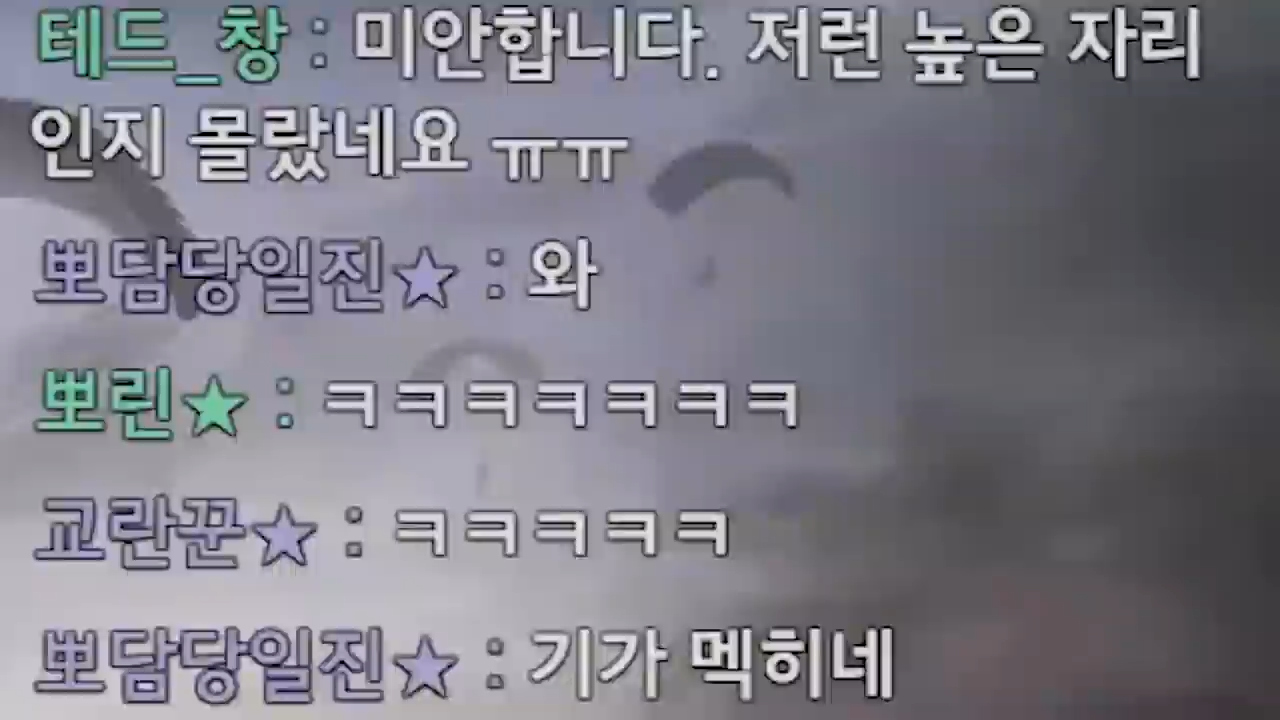 테드_창 : 미안합니다. 저런 높은 자리
인지 몰랐네요 ㅠㅠ
뽀담당일진★ : 와
뽀린★ : ㅋㅋㅋㅋㅋㅋㅋ
교란꾼★ : ㅋㅋㅋㅋㅋ
뽀담당일진★ : 기가 멕히네